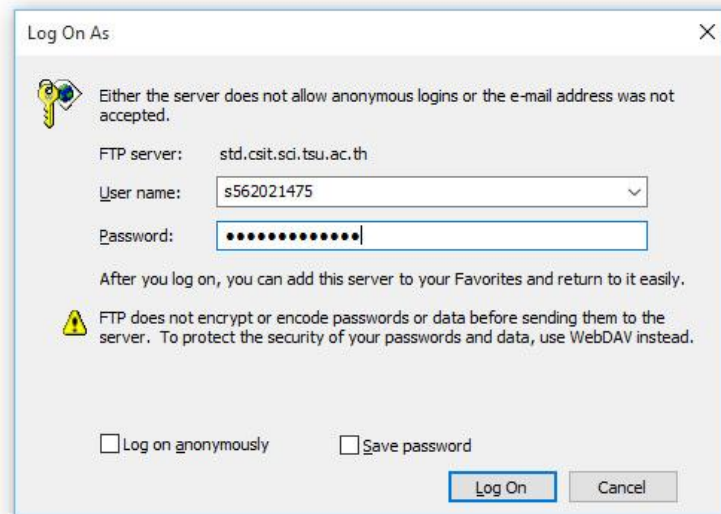 Log On As
Either the server does not allow anonymous logins or the e-mail address was not
accepted.
FTP server: std.csit.sci.tsu.ac.th
User name: s562021475
Password: •••••••••••••
After you log on, you can add this server to your Favorites and return to it easily.
FTP does not encrypt or encode passwords or data before sending them to the
server. To protect the security of your passwords and data, use WebDAV instead.
Log on anonymously Save password
Log On Cancel